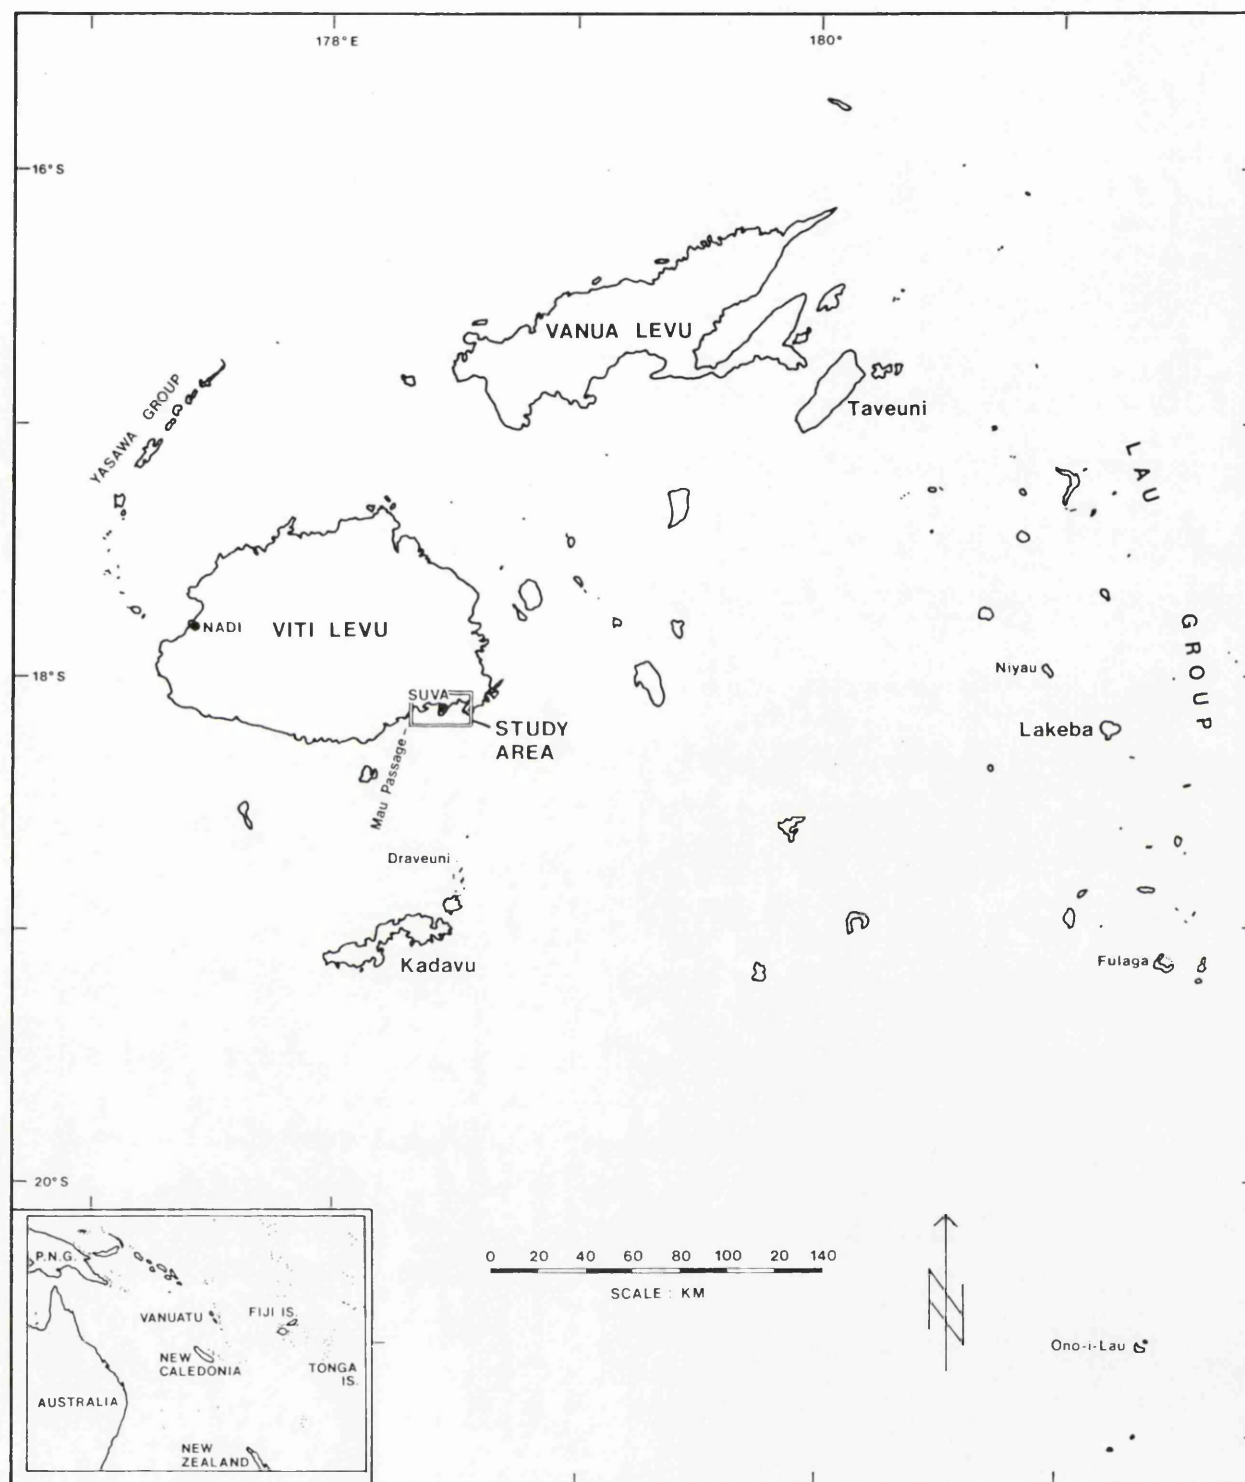 178°E
180°
16°S
VANUA LEVU
YASAWA GROUP
Taveuni
LAU GROUP
NADI
VITI LEVU
Niyau
18°S
SUVA
STUDY
AREA
Lakeba
Mau Passage
Draveuni
Kadavu
Fulaga
20°S
0 20 40 60 80 100 20 140
SCALE : KM
P.N.G.
VANUATU
FIJI IS.
NEW
CALEDONIA
TONGA
IS.
AUSTRALIA
NEW
ZEALAND
Ono-i-Lau